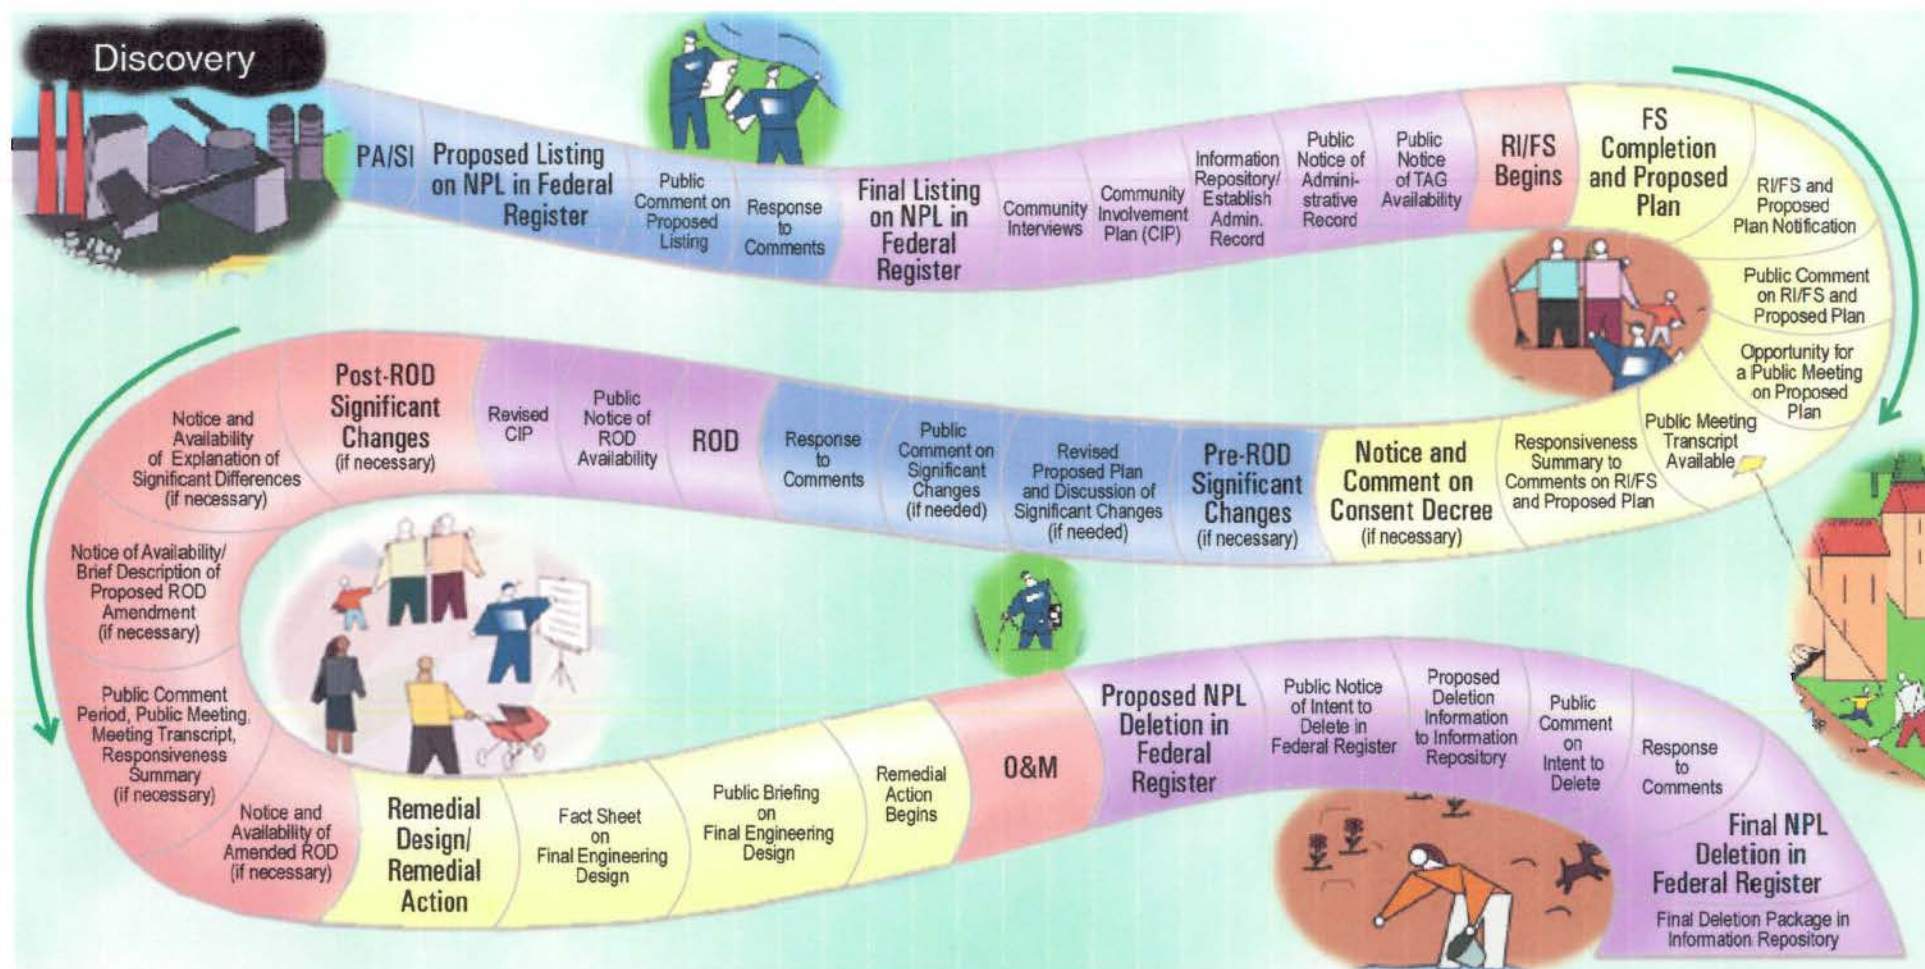 Discovery
PA/SI
Proposed Listing
on NPL in Federal
Register
Public
Comment on
Proposed
Listing
Response
to
Comments
Final Listing
on NPL in
Federal
Register
Community
Interviews
Community
Involvement
Plan (CIP)
Information
Repository/
Establish
Admin.
Record
Public
Notice of
Admini-
strative
Record
Public
Notice
of TAG
Availability
RI/FS
Begins
FS
Completion
and Proposed
Plan
RI/FS and
Proposed
Plan Notification
Public Comment
on RI/FS and
Proposed Plan
Opportunity for
a Public Meeting
on Proposed
Plan
Public Meeting
Transcript
Available
Responsiveness
Summary to
Comments on RI/FS
and Proposed Plan
Notice and
Comment on
Consent Decree
(if necessary)
Pre-ROD
Significant
Changes
(if necessary)
Revised
Proposed Plan
and Discussion of
Significant Changes
(if needed)
Public
Comment on
Significant
Changes
(if needed)
Response
to
Comments
ROD
Public
Notice of
ROD
Availability
Revised
CIP
Post-ROD
Significant
Changes
(if necessary)
Notice and
Availability
of Explanation of
Significant Differences
(if necessary)
Notice of Availability/
Brief Description of
Proposed ROD
Amendment
(if necessary)
Public Comment
Period, Public Meeting,
Meeting Transcript,
Responsiveness
Summary
(if necessary)
Notice and
Availability of
Amended ROD
(if necessary)
Remedial
Design/
Remedial
Action
Fact Sheet
on
Final Engineering
Design
Public Briefing
on
Final Engineering
Design
Remedial
Action
Begins
O&M
Proposed NPL
Deletion in
Federal
Register
Public Notice
of Intent to
Delete in
Federal Register
Proposed
Deletion
Information
to Information
Repository
Public
Comment
on
Intent to
Delete
Response
to
Comments
Final NPL
Deletion in
Federal Register
Final Deletion Package in
Information Repository